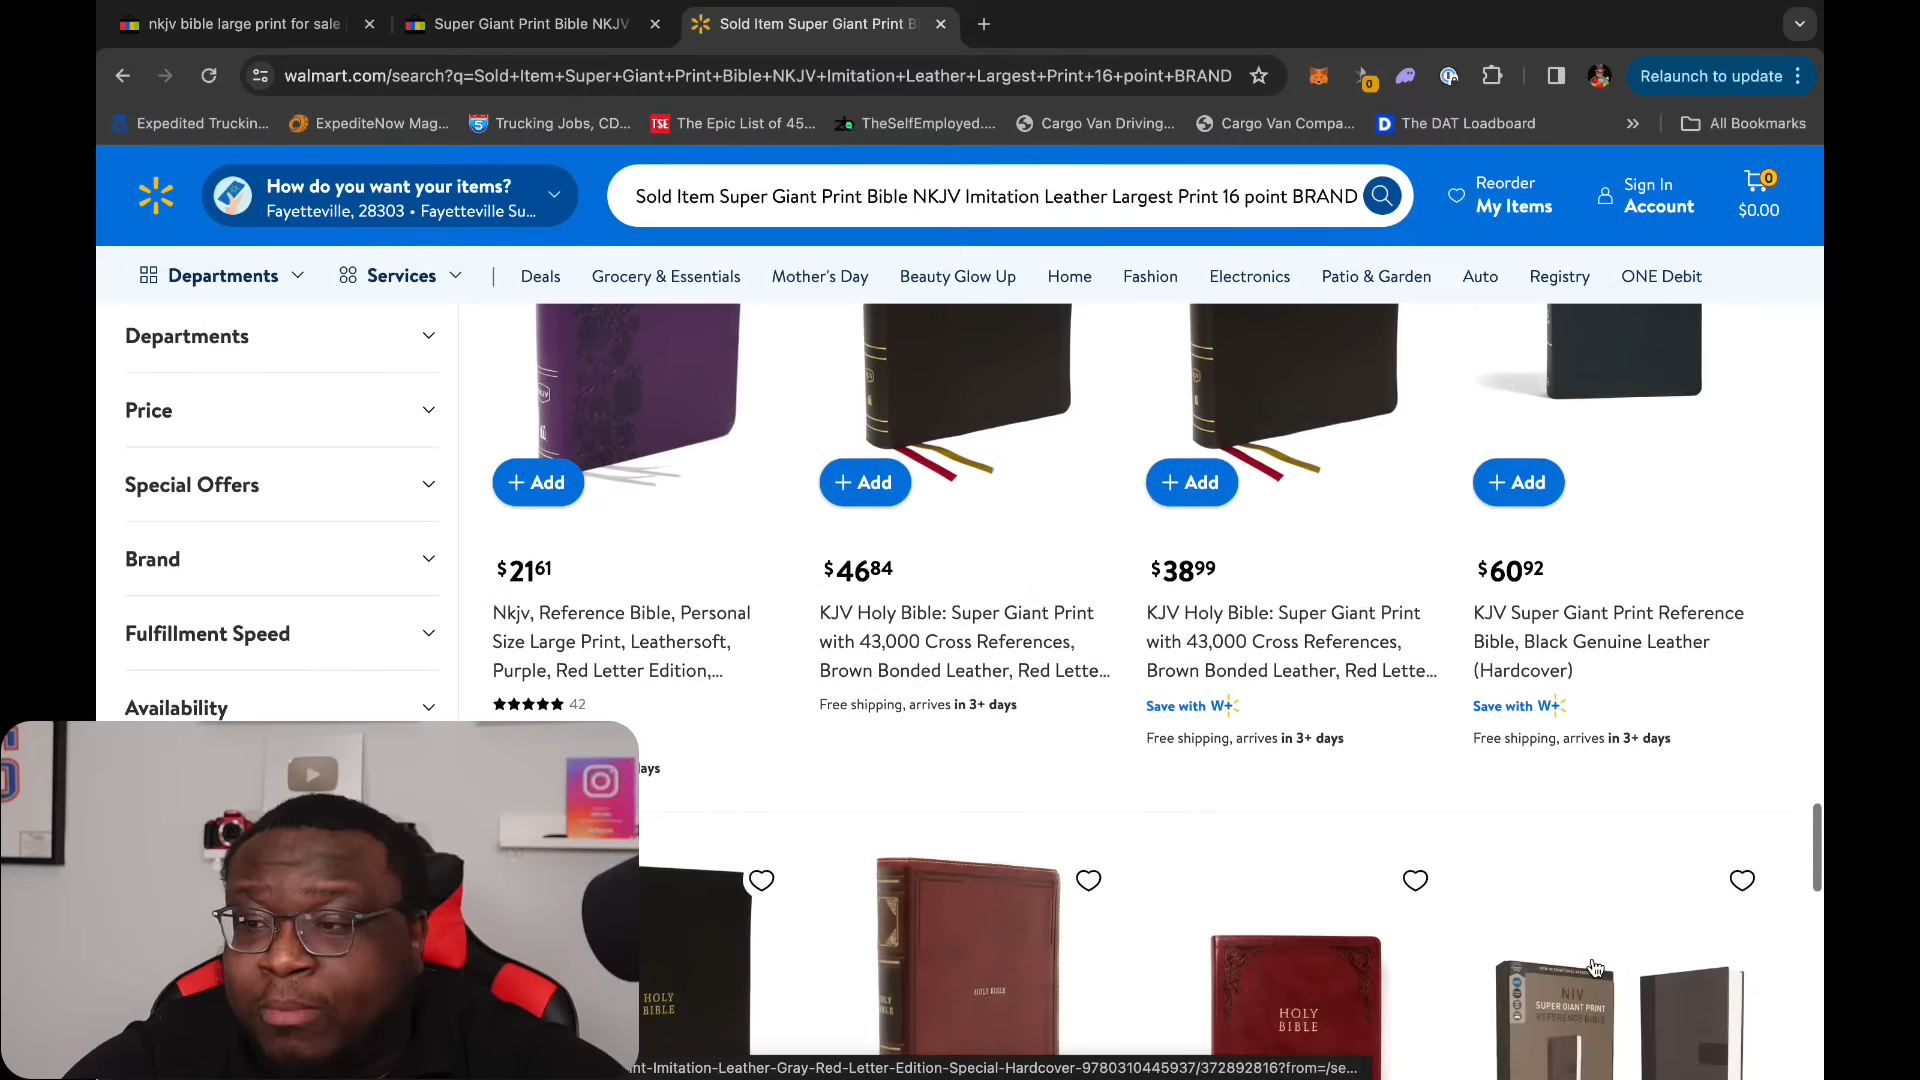 nkjv bible large print for sale
Super Giant Print Bible NKJV
Sold Item Super Giant Print B
walmart.com/search?q=Sold+Item+Super+Giant+Print+Bible+NKJV+Imitation+Leather+Largest+Print+16+point+BRAND
0
Relaunch to update
Expedited Truckin...
ExpediteNow Mag...
5
Trucking Jobs, CD...
TSE
The Epic List of 45...
TheSelfEmployed....
Cargo Van Driving...
Cargo Van Compa...
D
The DAT Loadboard
All Bookmarks
How do you want your items?
Fayetteville, 28303 • Fayetteville Su...
Sold Item Super Giant Print Bible NKJV Imitation Leather Largest Print 16 point BRAND
Reorder
My Items
Sign In
Account
0
$0.00
Departments
Services
Deals
Grocery & Essentials
Mother's Day
Beauty Glow Up
Home
Fashion
Electronics
Patio & Garden
Auto
Registry
ONE Debit
Departments
Price
Special Offers
Brand
Fulfillment Speed
Availability
+ Add
+ Add
+ Add
+ Add
$2161
$4684
$3899
$6092
Nkjv, Reference Bible, Personal
Size Large Print, Leathersoft,
Purple, Red Letter Edition,...
42
KJV Holy Bible: Super Giant Print
with 43,000 Cross References,
Brown Bonded Leather, Red Lette...
Free shipping, arrives in 3+ days
KJV Holy Bible: Super Giant Print
with 43,000 Cross References,
Brown Bonded Leather, Red Lette...
Save with W+
Free shipping, arrives in 3+ days
KJV Super Giant Print Reference
Bible, Black Genuine Leather
(Hardcover)
Save with W+
Free shipping, arrives in 3+ days
ays
HOLY
BIBLE
HOLY BIBLE
HOLY
BIBLE
NIV
SUPER GIANT PRINT
REFERENCE BIBLE
nt-Imitation-Leather-Gray-Red-Letter-Edition-Special-Hardcover-9780310445937/372892816?from=/se...